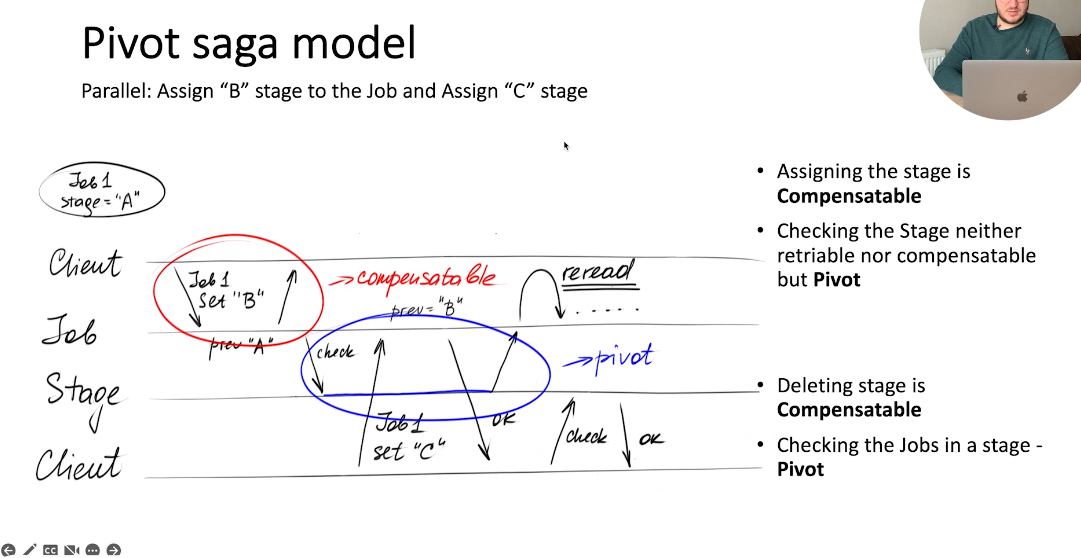 Pivot saga model
Parallel: Assign “B” stage to the Job and Assign “C” stage
Job 1
stage = "A"
Client
Job 1
set "B"
→ compensatable
prev = "B"
reread
.....
Job
prev "A"
check
→ pivot
Stage
Job 1
set "C"
OK
check
OK
Client
• Assigning the stage is
Compensatable
• Checking the Stage neither
retriable nor compensatable
but Pivot
• Deleting stage is
Compensatable
• Checking the Jobs in a stage -
Pivot
CC